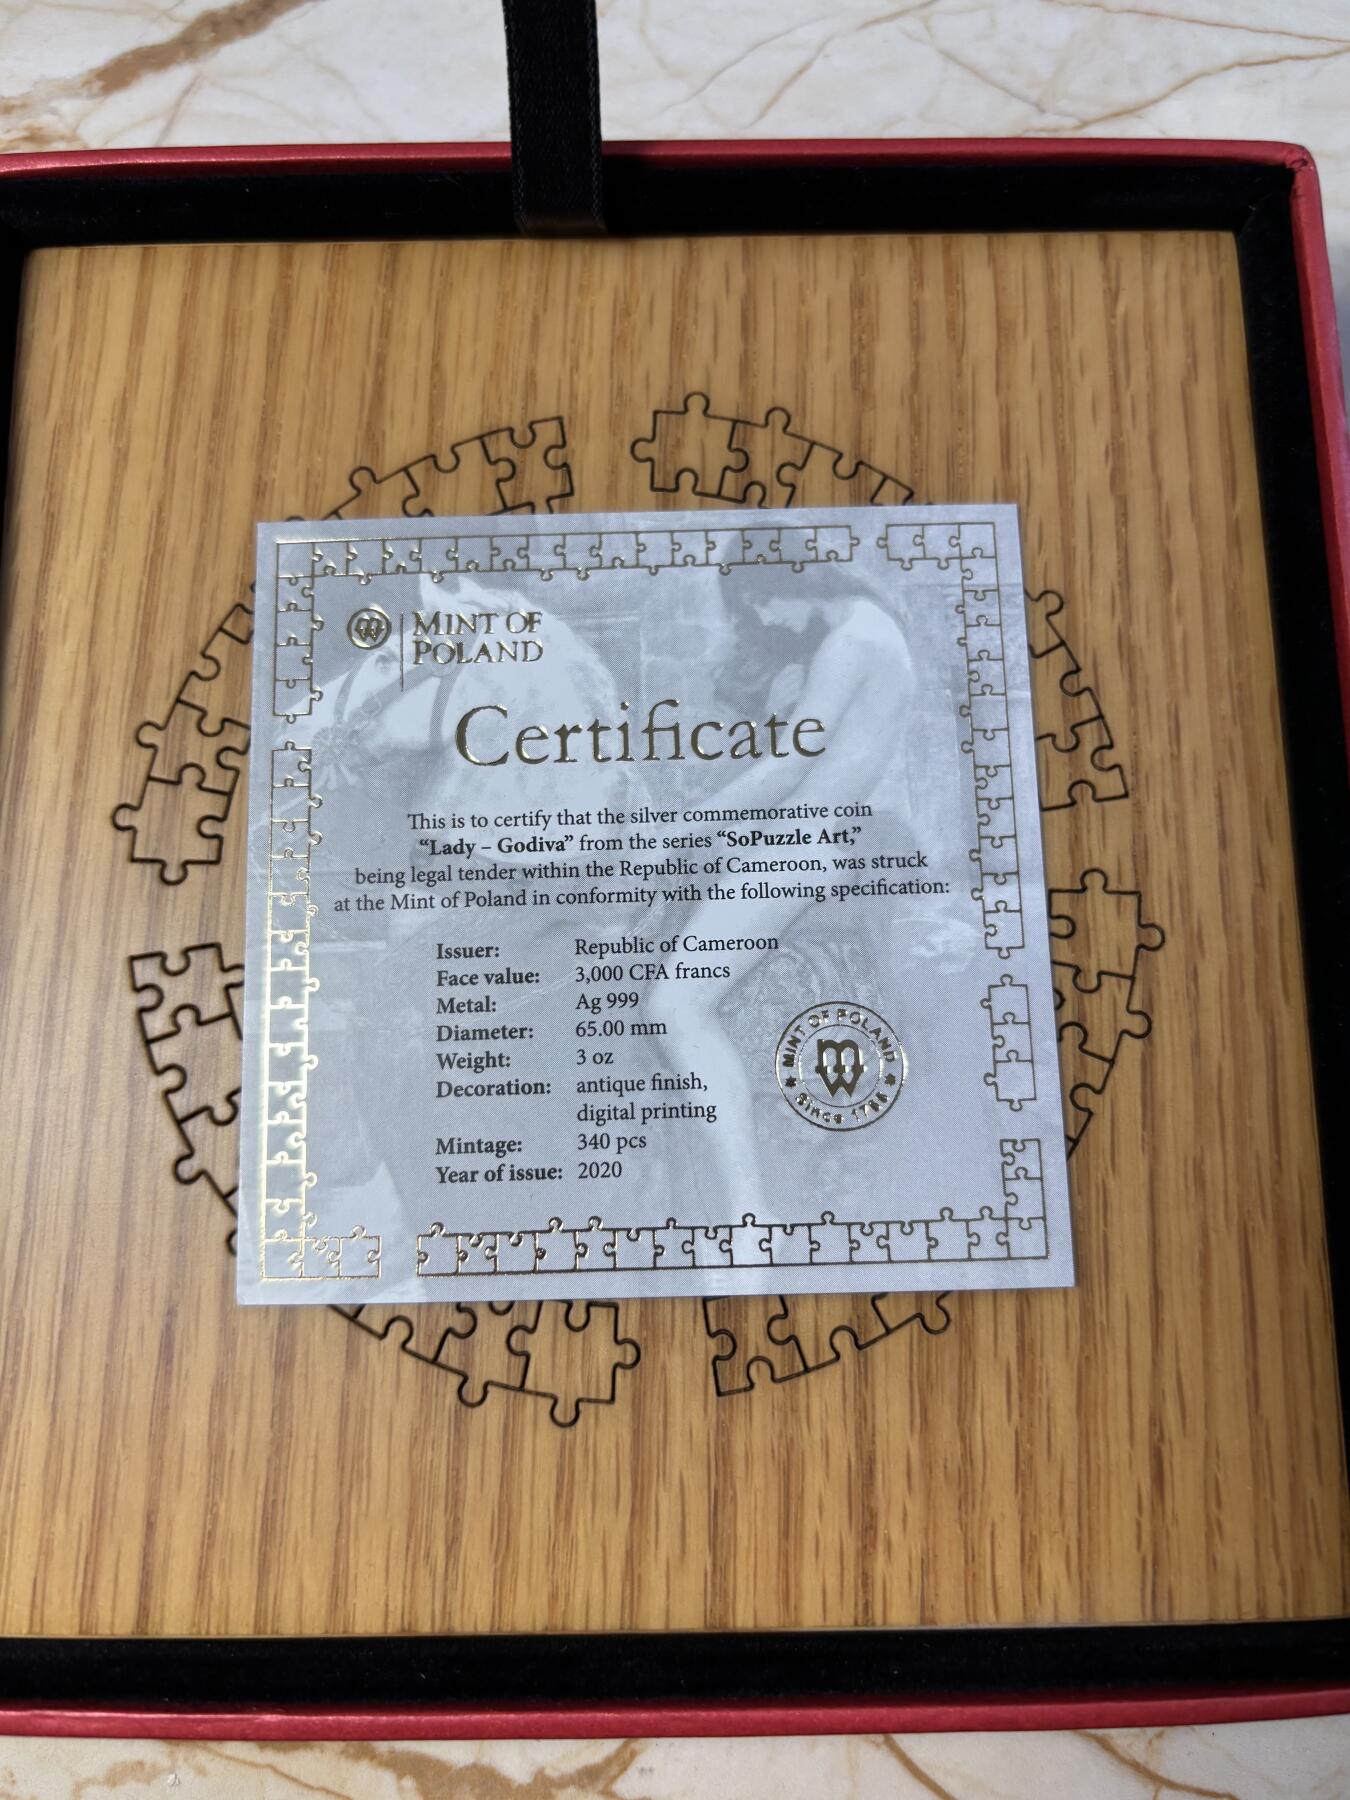 MINT OF
POLAND
Certificate
This is to certify that the silver commemorative coin
“Lady – Godiva” from the series “SoPuzzle Art,”
being legal tender within the Republic of Cameroon, was struck
at the Mint of Poland in conformity with the following specification:
Issuer: Republic of Cameroon
Face value: 3,000 CFA francs
Metal: Ag 999
Diameter: 65.00 mm
Weight: 3 oz
Decoration: antique finish,
digital printing
Mintage: 340 pcs
Year of issue: 2020
MINT OF POLAND
Since 1766